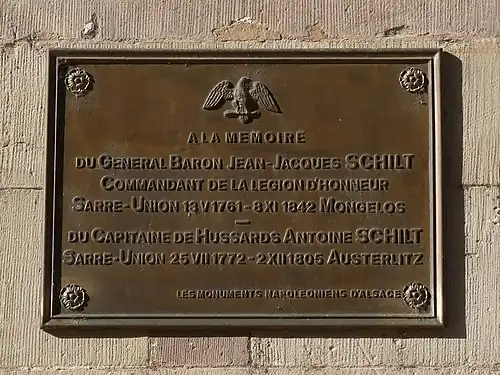 A LA MEMOIRE
DU GENERAL BARON JEAN-JACQUES SCHILT
COMMANDANT DE LA LEGION D'HONNEUR
SARRE-UNION 13 V 1761 - 8 XI 1842 MONGELOS
DU CAPITAINE DE HUSSARDS ANTOINE SCHILT
SARRE-UNION 25 VII 1772 - 2 XII 1805 AUSTERLITZ
LES MONUMENTS NAPOLEONIENS D'ALSACE